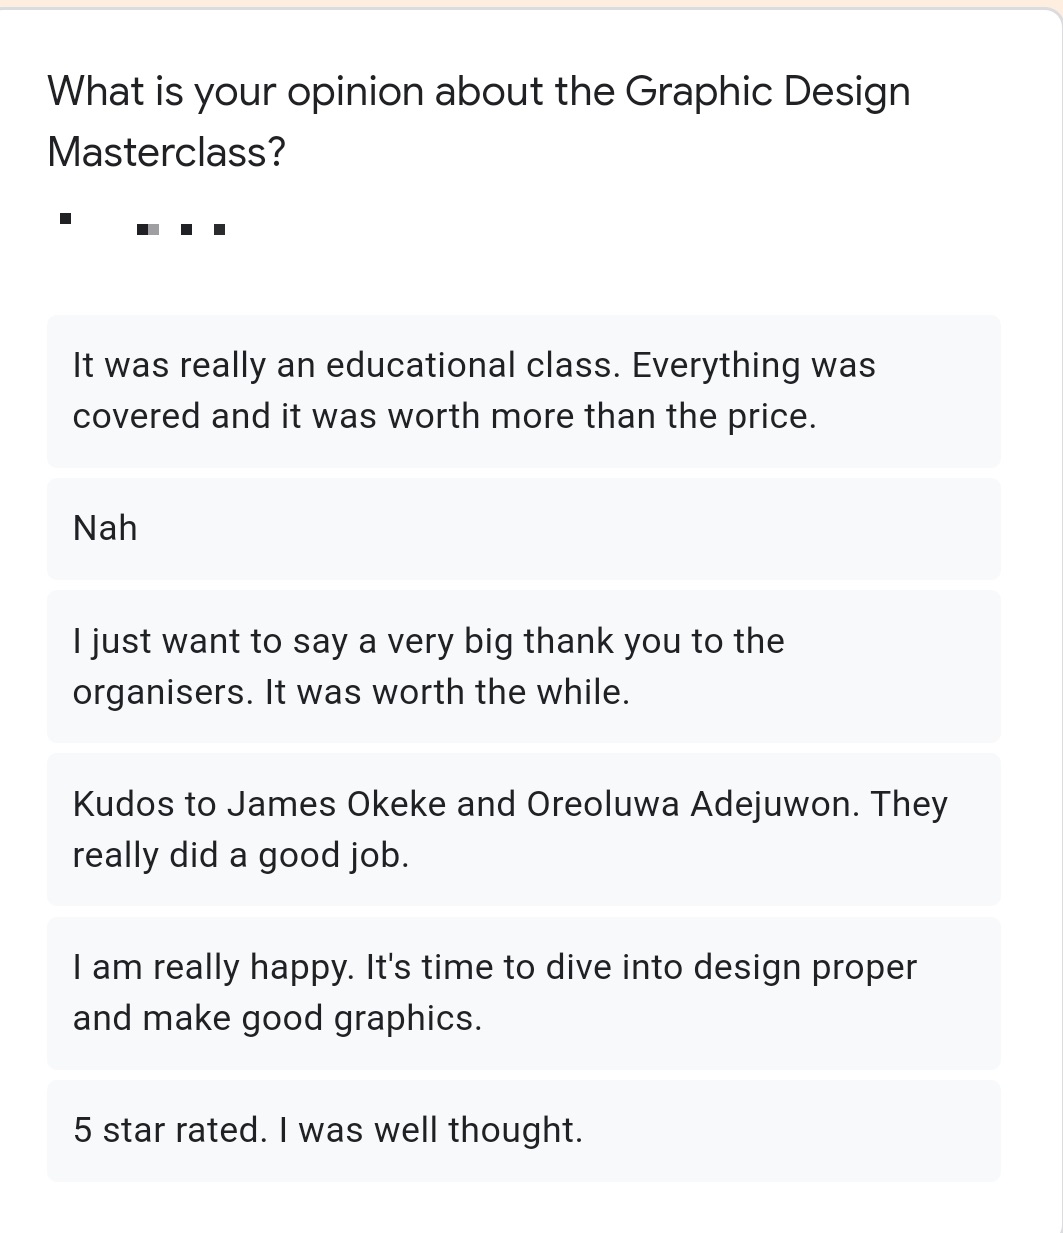 What is your opinion about the Graphic Design
Masterclass?
It was really an educational class. Everything was
covered and it was worth more than the price.
Nah
I just want to say a very big thank you to the
organisers. It was worth the while.
Kudos to James Okeke and Oreoluwa Adejuwon. They
really did a good job.
I am really happy. It's time to dive into design proper
and make good graphics.
5 star rated. I was well thought.